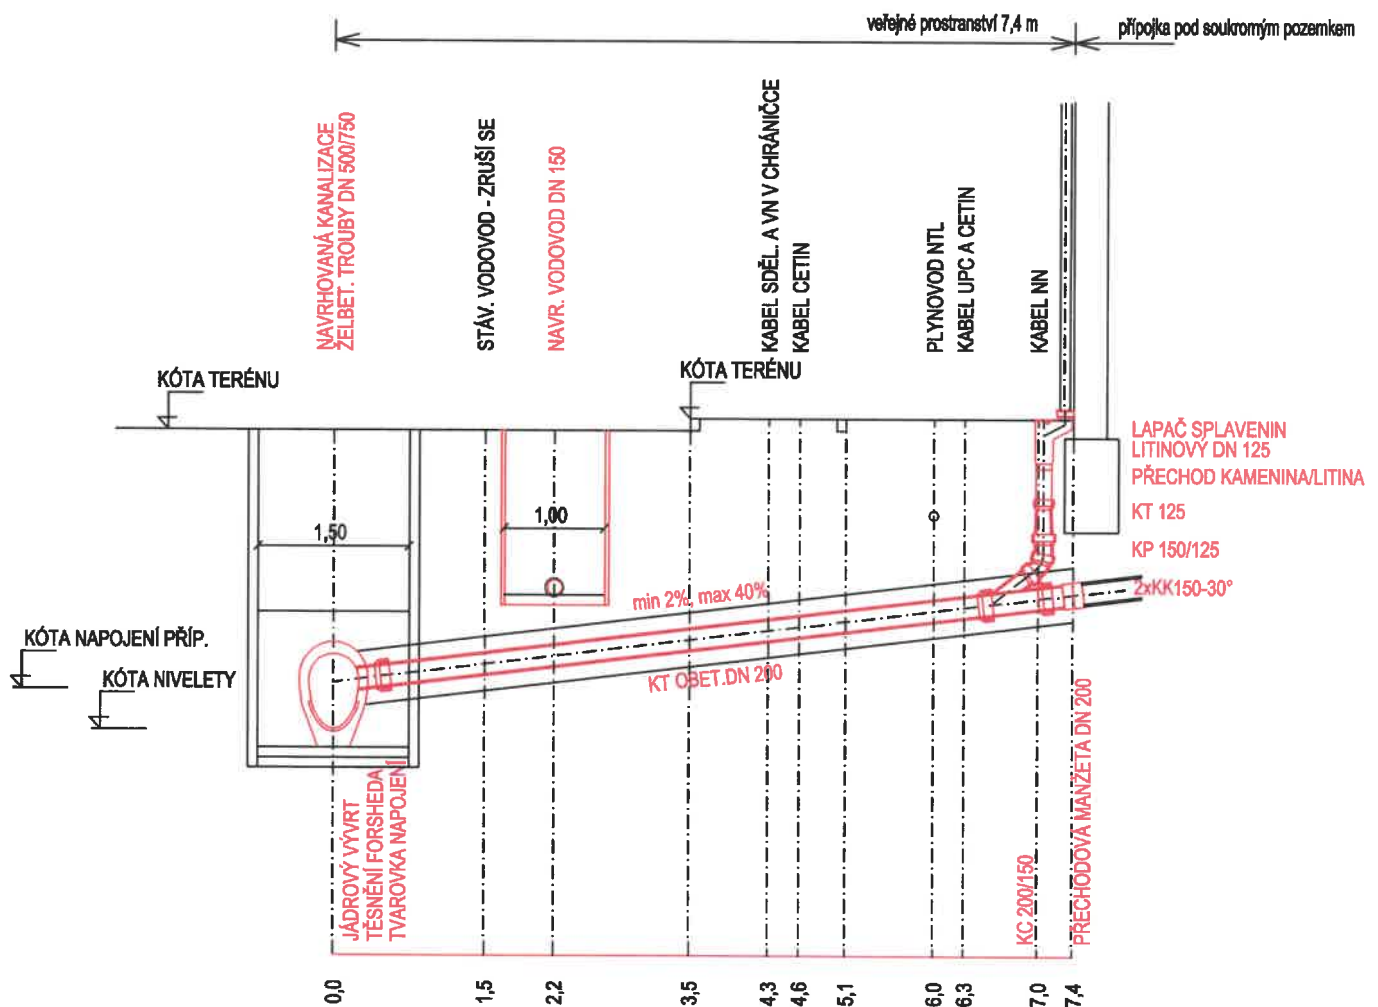 veřejné prostranství 7,4 m
přípojka pod soukromým pozemkem
NAVRHOVANÁ KANALIZACE
ŽELBET. TROUBY DN 500/750
STÁV. VODOVOD - ZRUŠÍ SE
NAVR. VODOVOD DN 150
KABEL SDĚL. A VN V CHRÁNIČCE
KABEL CETIN
PLYNOVOD NTL
KABEL UPC A CETIN
KABEL NN
KÓTA TERÉNU
KÓTA TERÉNU
LAPAČ SPLAVENIN
LITINOVÝ DN 125
PŘECHOD KAMENINA/LITINA
KT 125
KP 150/125
2xKK150-30°
1,50
1,00
min 2%, max 40%
KT OBET.DN 200
KÓTA NAPOJENÍ PŘÍP.
KÓTA NIVELETY
JÁDROVÝ VÝVRT
TĚSNĚNÍ FORSHEDA
TVAROVKA NAPOJENÍ
KC 200/150
PŘECHODOVÁ MANŽETA DN 200
0,0
1,5
2,2
3,5
4,3
4,6
5,1
6,0
6,3
7,0
7,4